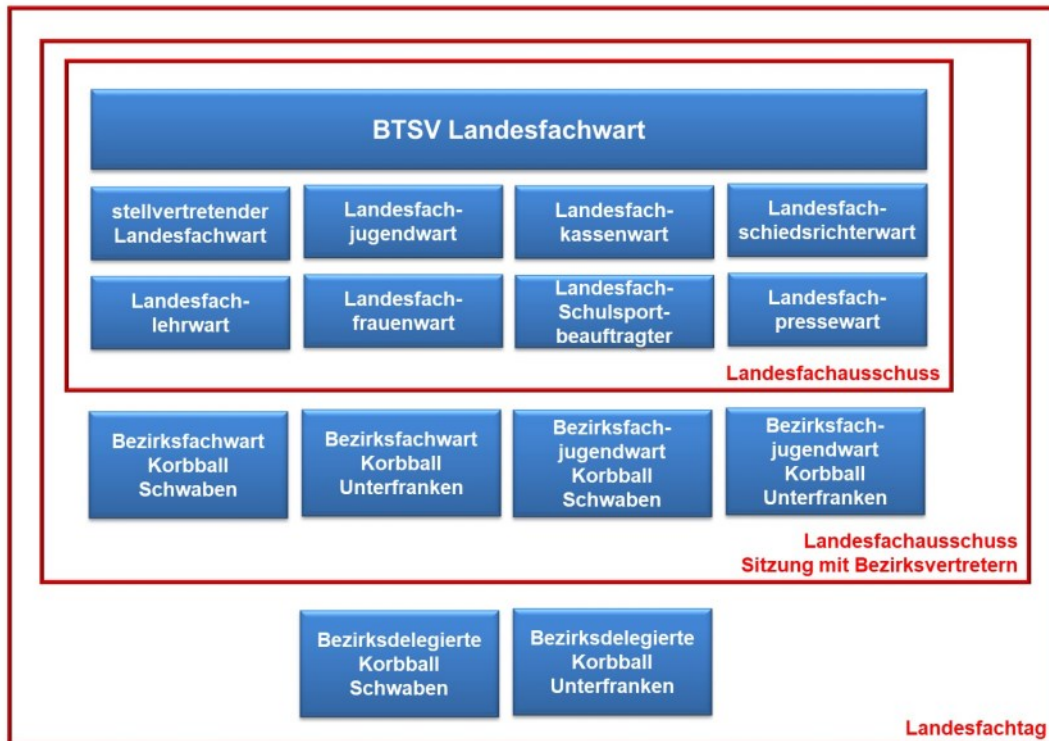 BTSV Landesfachwart
stellvertretender
Landesfachwart
Landesfach-
jugendwart
Landesfach-
kassenwart
Landesfach-
schiedsrichterwart
Landesfach-
lehrwart
Landesfach-
frauenwart
Landesfach-
Schulsport-
beauftragter
Landesfach-
pressewart
Landesfachausschuss
Bezirksfachwart
Korbball
Schwaben
Bezirksfachwart
Korbball
Unterfranken
Bezirksfach-
jugendwart
Korbball
Schwaben
Bezirksfach-
jugendwart
Korbball
Unterfranken
Landesfachausschuss
Sitzung mit Bezirksvertretern
Bezirksdelegierte
Korbball
Schwaben
Bezirksdelegierte
Korbball
Unterfranken
Landesfachtag